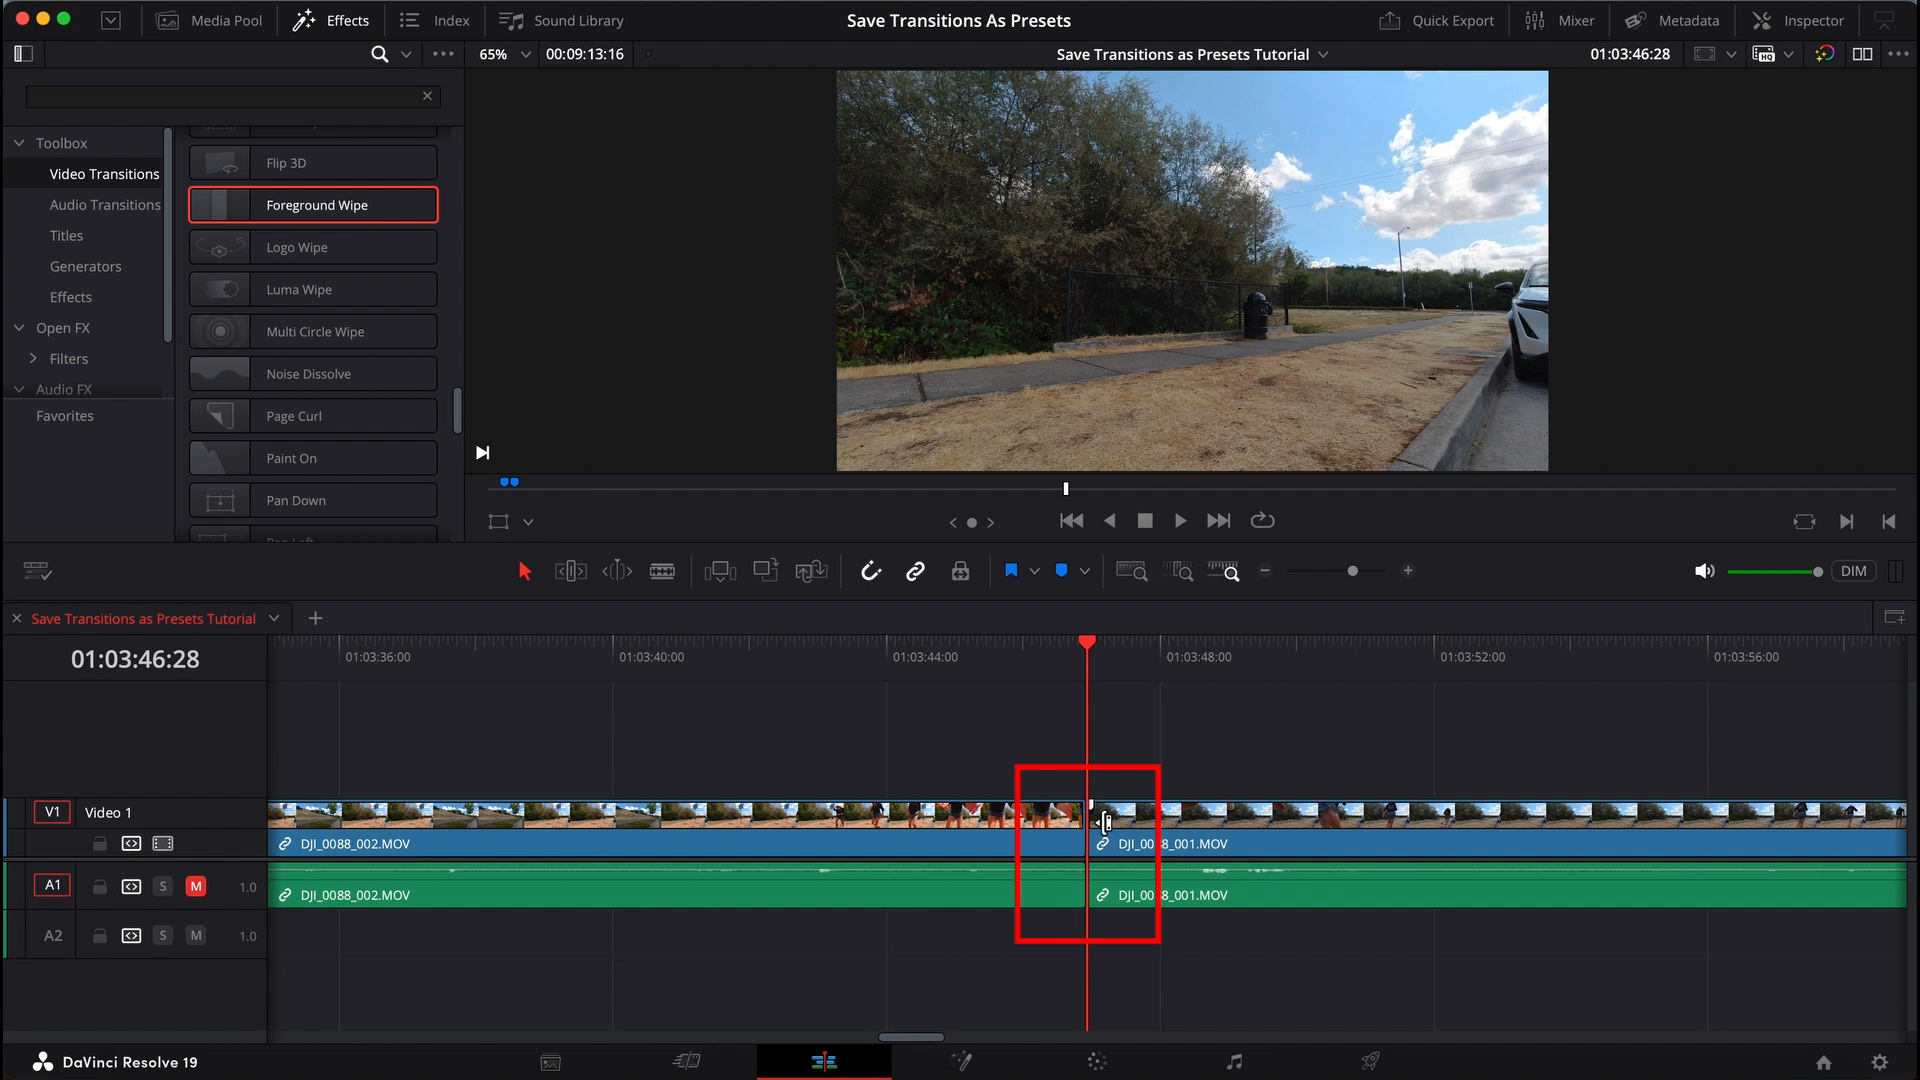 Media Pool
Effects
Index
Sound Library
Save Transitions As Presets
Quick Export
Mixer
Metadata
Inspector
65%
00:09:13:16
Save Transitions as Presets Tutorial
01:03:46:28
HQ
Toolbox
Video Transitions
Audio Transitions
Titles
Generators
Effects
Open FX
Filters
Audio FX
Favorites
Flip 3D
Foreground Wipe
Logo Wipe
Luma Wipe
Multi Circle Wipe
Noise Dissolve
Page Curl
Paint On
Pan Down
DIM
Save Transitions as Presets Tutorial
01:03:46:28
01:03:36:00
01:03:40:00
01:03:44:00
01:03:48:00
01:03:52:00
01:03:56:00
V1
Video 1
DJI_0088_002.MOV
DJI_0088_001.MOV
A1
S
M
1.0
DJI_0088_002.MOV
DJI_0088_001.MOV
A2
S
M
1.0
DaVinci Resolve 19